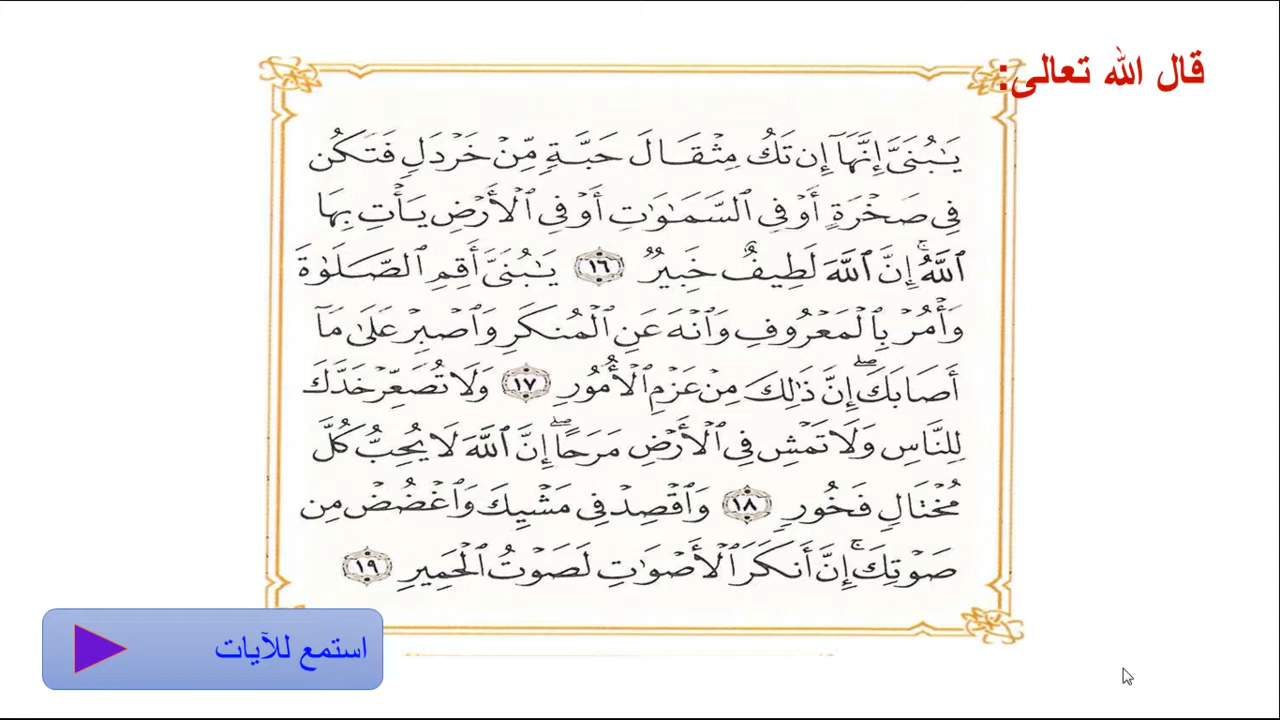 قال الله تعالى:
يَـٰبُنَىَّ إِنَّهَآ إِن تَكُ مِثْقَالَ حَبَّةٍ مِّنْ خَرْدَلٍ فَتَكُن
فِى صَخْرَةٍ أَوْ فِى ٱلسَّمَـٰوَٰتِ أَوْ فِى ٱلْأَرْضِ يَأْتِ بِهَا
ٱللَّهُ ۚ إِنَّ ٱللَّهَ لَطِيفٌ خَبِيرٌ ١٦ يَـٰبُنَىَّ أَقِمِ ٱلصَّلَوٰةَ
وَأْمُرْ بِٱلْمَعْرُوفِ وَٱنْهَ عَنِ ٱلْمُنكَرِ وَٱصْبِرْ عَلَىٰ مَآ
أَصَابَكَ ۖ إِنَّ ذَٰلِكَ مِنْ عَزْمِ ٱلْأُمُورِ ١٧ وَلَا تُصَعِّرْ خَدَّكَ
لِلنَّاسِ وَلَا تَمْشِ فِى ٱلْأَرْضِ مَرَحًا ۖ إِنَّ ٱللَّهَ لَا يُحِبُّ كُلَّ
مُخْتَالٍ فَخُورٍ ١٨ وَٱقْصِدْ فِى مَشْيِكَ وَٱغْضُضْ مِن
صَوْتِكَ ۚ إِنَّ أَنكَرَ ٱلْأَصْوَٰتِ لَصَوْتُ ٱلْحَمِيرِ ١٩
استمع للآيات